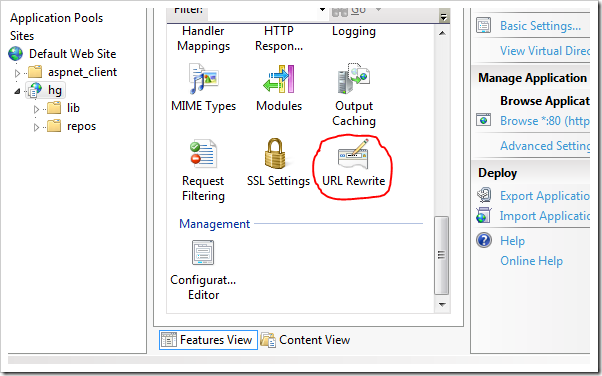 Application Pools
Sites
Default Web Site
aspnet_client
hg
lib
repos
Filter:
Go
Handler
Mappings
HTTP
Respon...
Logging
MIME Types
Modules
Output
Caching
Request
Filtering
SSL Settings
URL Rewrite
Management
Configurat...
Editor
Features View
Content View
Basic Settings...
View Virtual Direc
Manage Application
Browse Applicat
Browse *:80 (http
Advanced Setting
Deploy
Export Application
Import Application
Help
Online Help